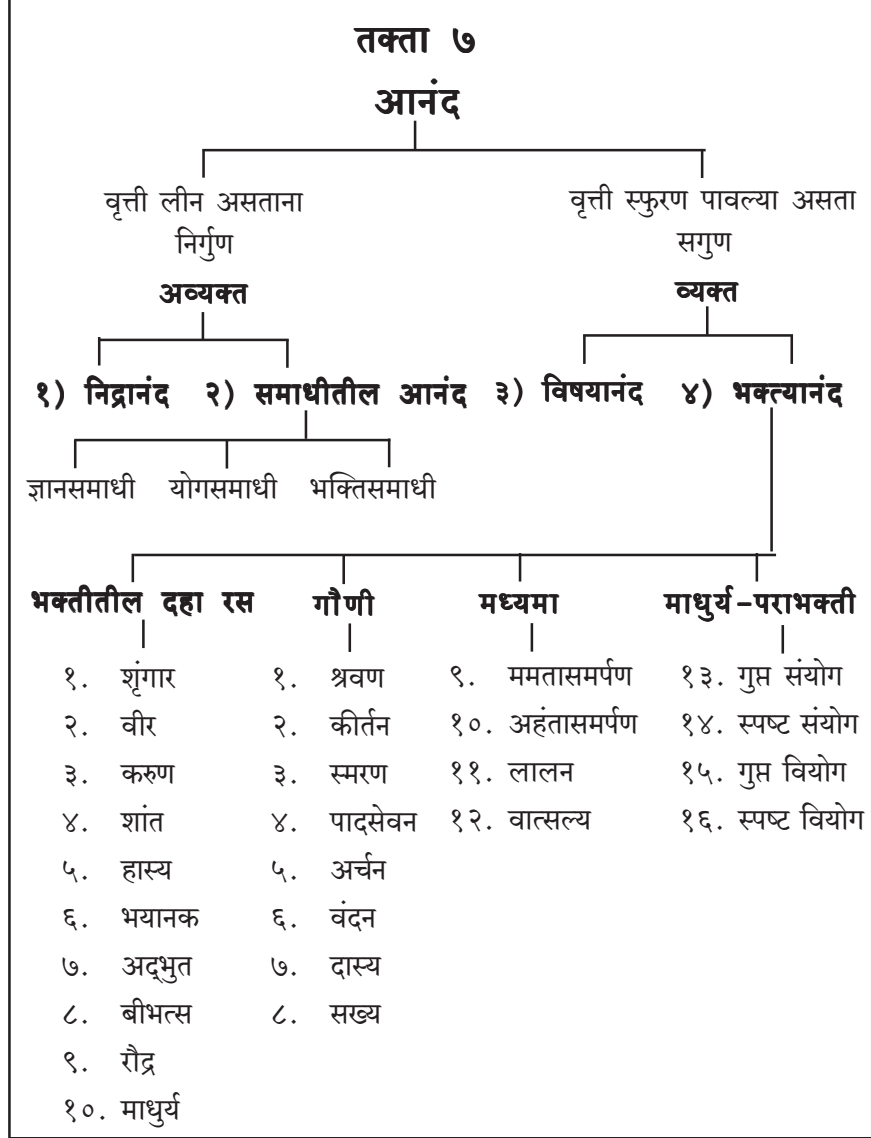 तक्ता ७
आनंद
वृत्ती लीन असताना
निर्गुण
अव्यक्त
वृत्ती स्फुरण पावल्या असता
सगुण
व्यक्त
१) निद्रानंद २) समाधीतील आनंद ३) विषयानंद ४) भक्त्यानंद
ज्ञानसमाधी योगसमाधी भक्तिसमाधी
भक्तीतील दहा रस
१. शृंगार
२. वीर
३. करुण
४. शांत
५. हास्य
६. भयानक
७. अद्‌भुत
८. बीभत्स
९. रौद्र
१०. माधुर्य
गौणी
१. श्रवण
२. कीर्तन
३. स्मरण
४. पादसेवन
५. अर्चन
६. वंदन
७. दास्य
८. सख्य
मध्यमा
९. ममतासमर्पण
१०. अहंतासमर्पण
११. लालन
१२. वात्सल्य
माधुर्य-पराभक्ती
१३. गुप्त संयोग
१४. स्पष्ट संयोग
१५. गुप्त वियोग
१६. स्पष्ट वियोग